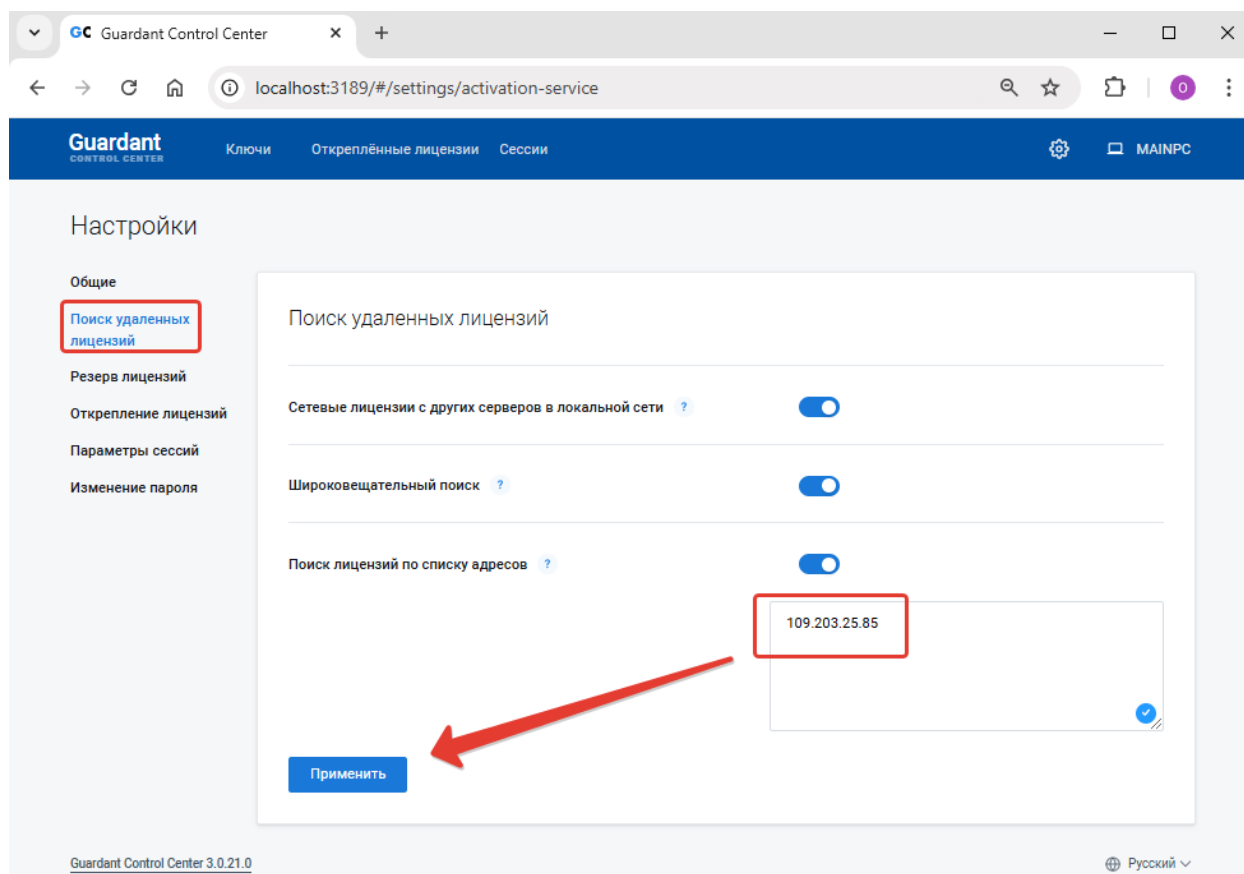 GC Guardant Control Center
localhost:3189/#/settings/activation-service
O
Guardant
CONTROL CENTER
Ключи
Откреплённые лицензии
Сессии
MAINPC
Настройки
Общие
Поиск удаленных
лицензий
Резерв лицензий
Открепление лицензий
Параметры сессий
Изменение пароля
Поиск удаленных лицензий
Сетевые лицензии с других серверов в локальной сети ?
Широковещательный поиск ?
Поиск лицензий по списку адресов ?
109.203.25.85
Применить
Guardant Control Center 3.0.21.0
Русский